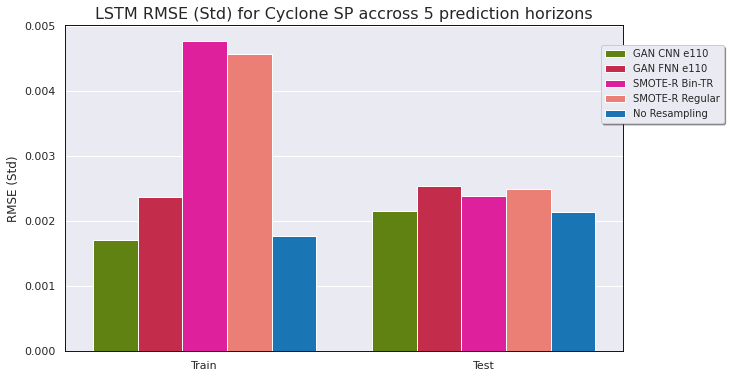 LSTM RMSE (Std) for Cyclone SP accross 5 prediction horizons
RMSE (Std)
0.005
0.004
0.003
0.002
0.001
0.000
Train
Test
GAN CNN e110
GAN FNN e110
SMOTE-R Bin-TR
SMOTE-R Regular
No Resampling